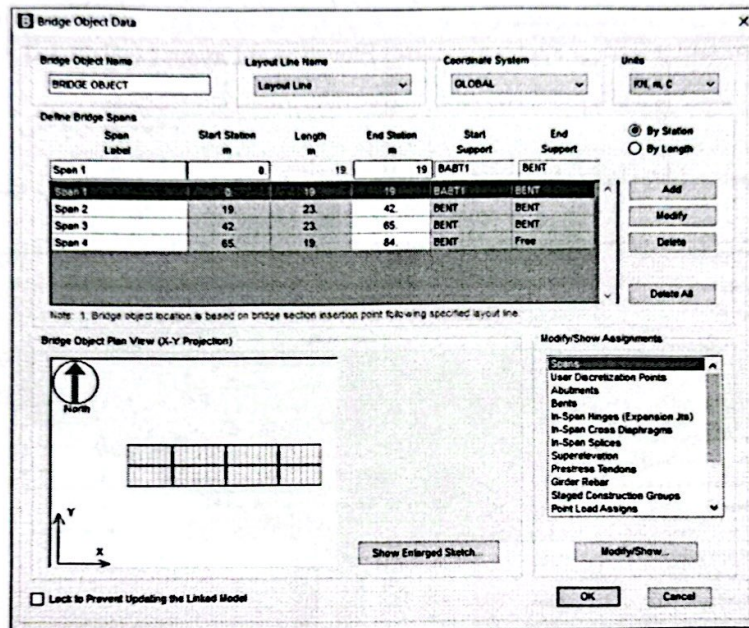 B Bridge Object Data X
Bridge Object Name Layout Line Name Coordinate System Units
BRIDGE OBJECT Layout Line GLOBAL KN, m, C
Define Bridge Spans
Span Start Station Length End Station Start End
Label m m m Support Support
By Station
By Length
Span 1 0. 19. 19 BABT1 BENT
Span 1 0. 19. 19. BABT1 BENT
Span 2 19. 23. 42. BENT BENT
Span 3 42. 23. 65. BENT BENT
Span 4 65. 19. 84. BENT Free
Add
Modify
Delete
Delete All
Note: 1. Bridge object location is based on bridge section insertion point following specified layout line.
Bridge Object Plan View (X-Y Projection)
North
Y
X
Show Enlarged Sketch...
Modify/Show Assignments
Spans
User Discretization Points
Abutments
Bents
In-Span Hinges (Expansion Jts)
In-Span Cross Diaphragms
In-Span Splices
Superelevation
Prestress Tendons
Girder Rebar
Staged Construction Groups
Point Load Assigns
Modify/Show...
Lock to Prevent Updating the Linked Model
OK Cancel